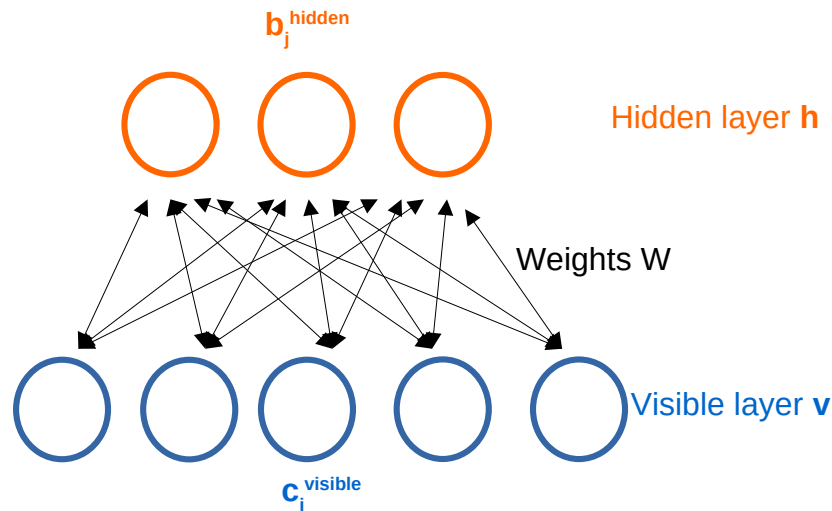 b_j^hidden
Hidden layer h
Weights W
Visible layer v
c_i^visible